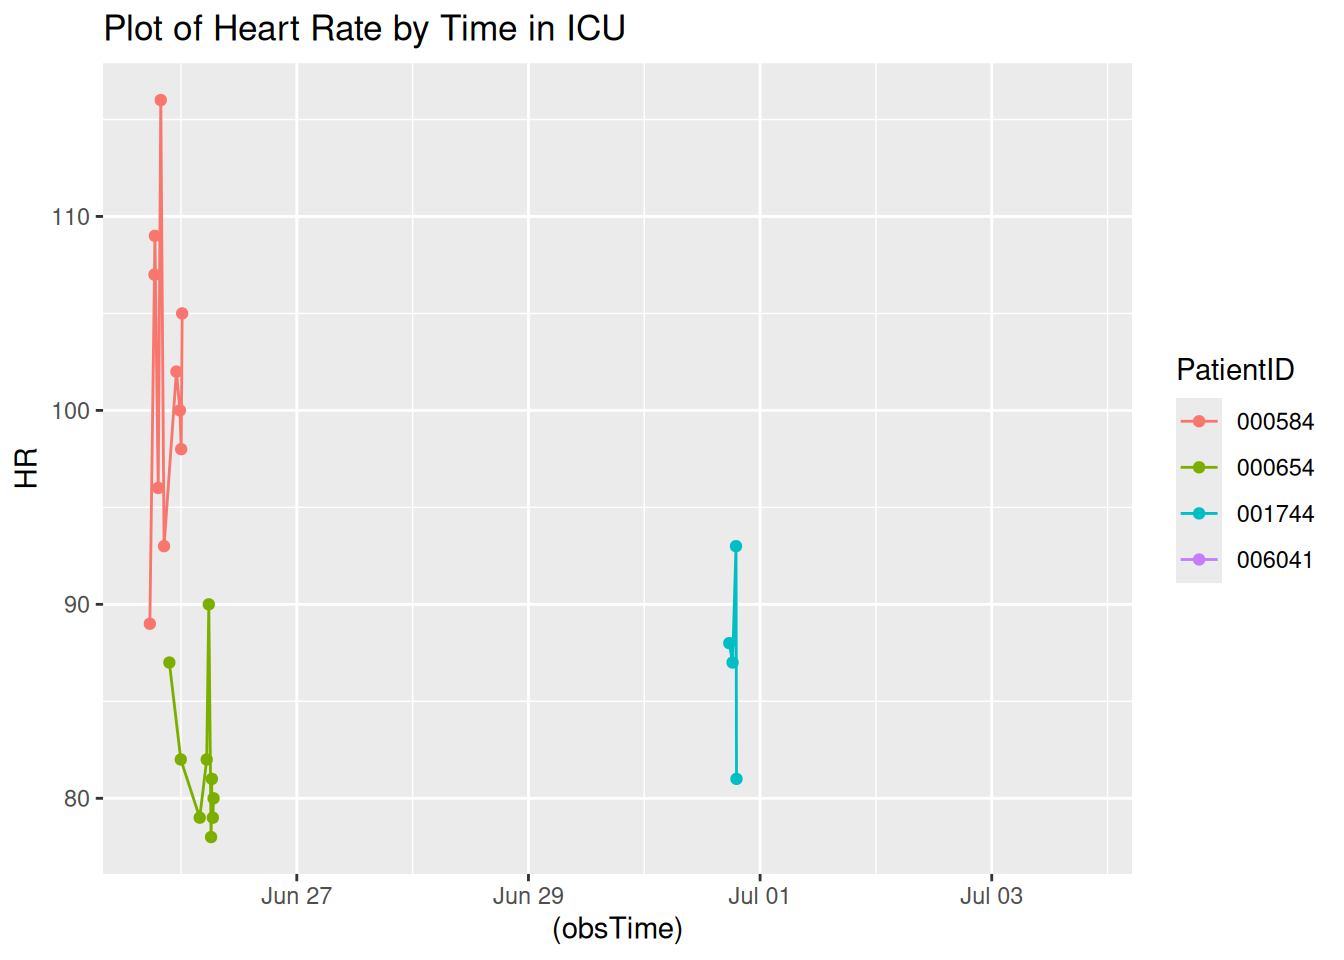 Plot of Heart Rate by Time in ICU
HR
110
100
90
80
Jun 27
Jun 29
Jul 01
Jul 03
(obsTime)
PatientID
000584
000654
001744
006041